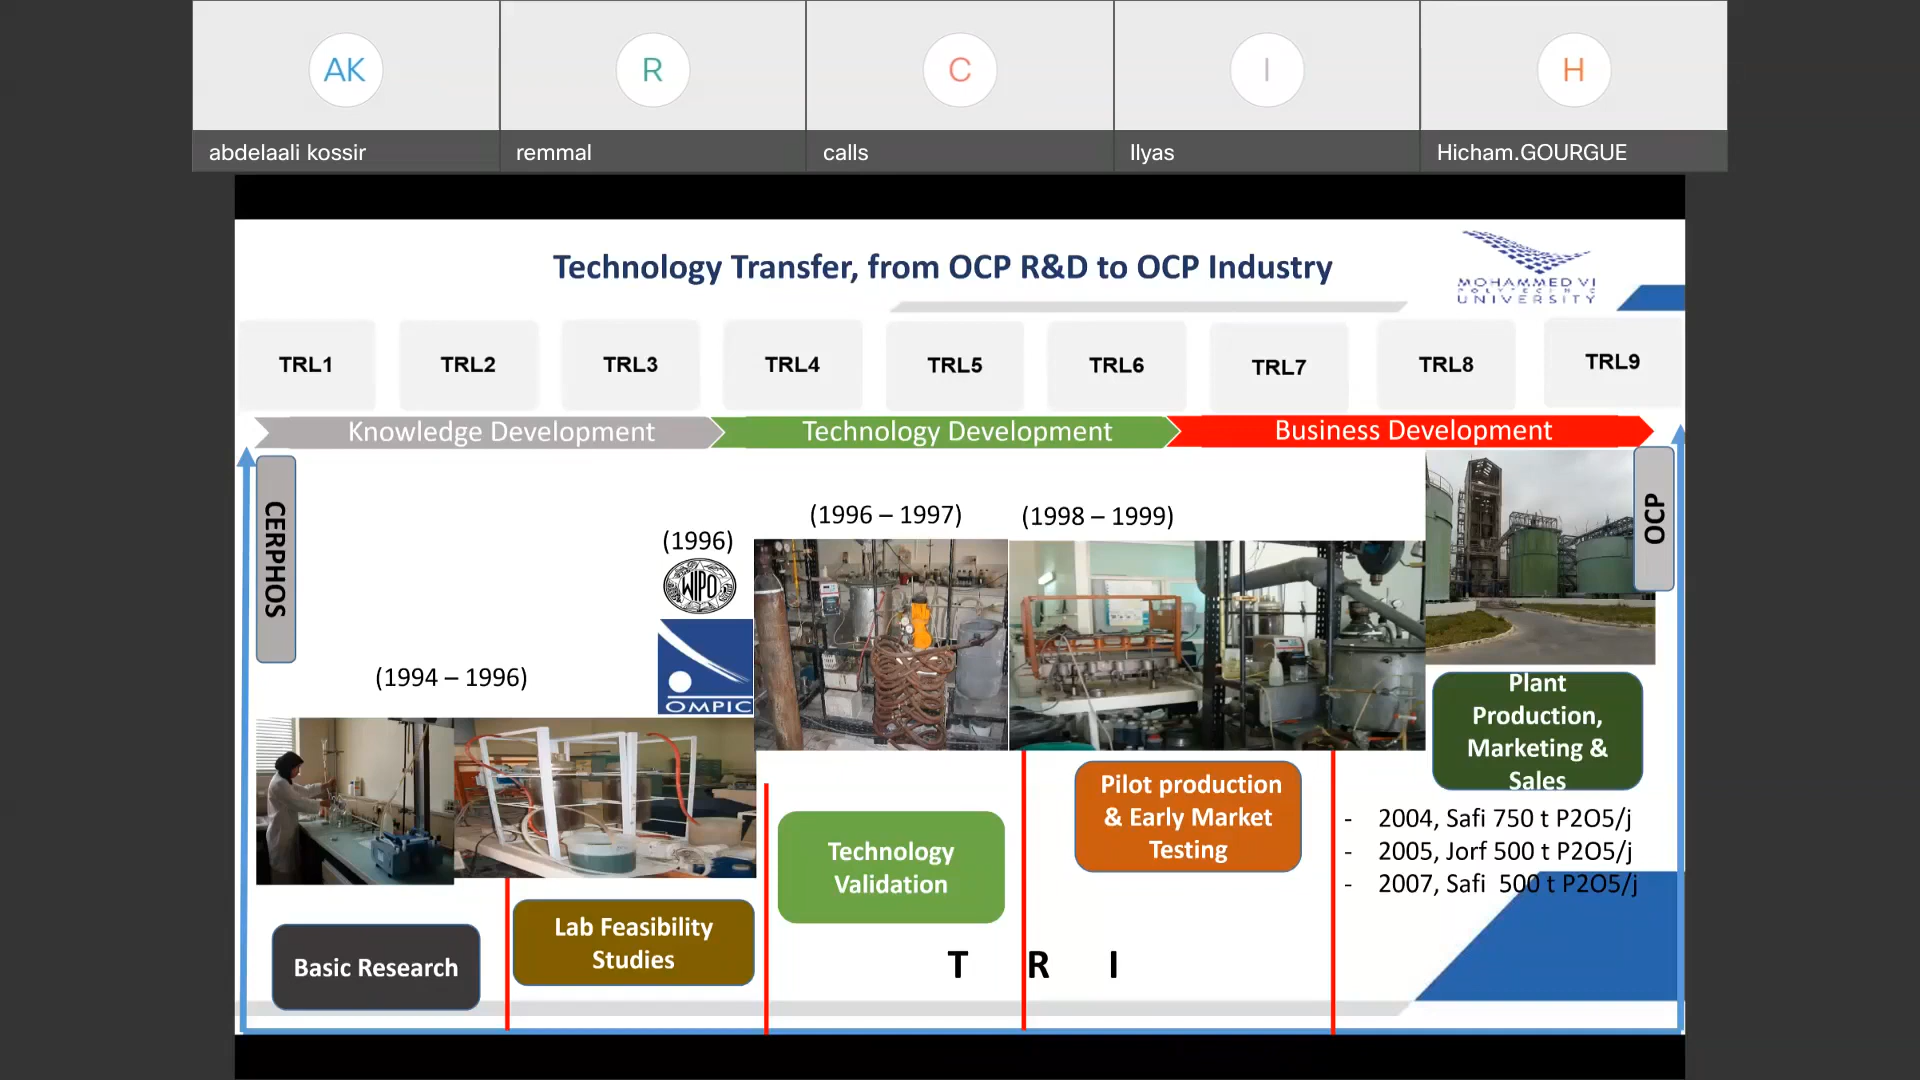 AK
R
C
I
H
abdelaali kossir
remmal
calls
Ilyas
Hicham.GOURGUE
Technology Transfer, from OCP R&D to OCP Industry
MOHAMMED VI
POLYTECHNIC
UNIVERSITY
TRL1
TRL2
TRL3
TRL4
TRL5
TRL6
TRL7
TRL8
TRL9
Knowledge Development
Technology Development
Business Development
CERPHOS
OCP
(1994 – 1996)
(1996)
WIPO
OMPIC
(1996 – 1997)
(1998 – 1999)
Basic Research
Lab Feasibility
Studies
Technology
Validation
Pilot production
& Early Market
Testing
Plant
Production,
Marketing &
Sales
- 2004, Safi 750 t P2O5/j
- 2005, Jorf 500 t P2O5/j
- 2007, Safi  500 t P2O5/j
T R I